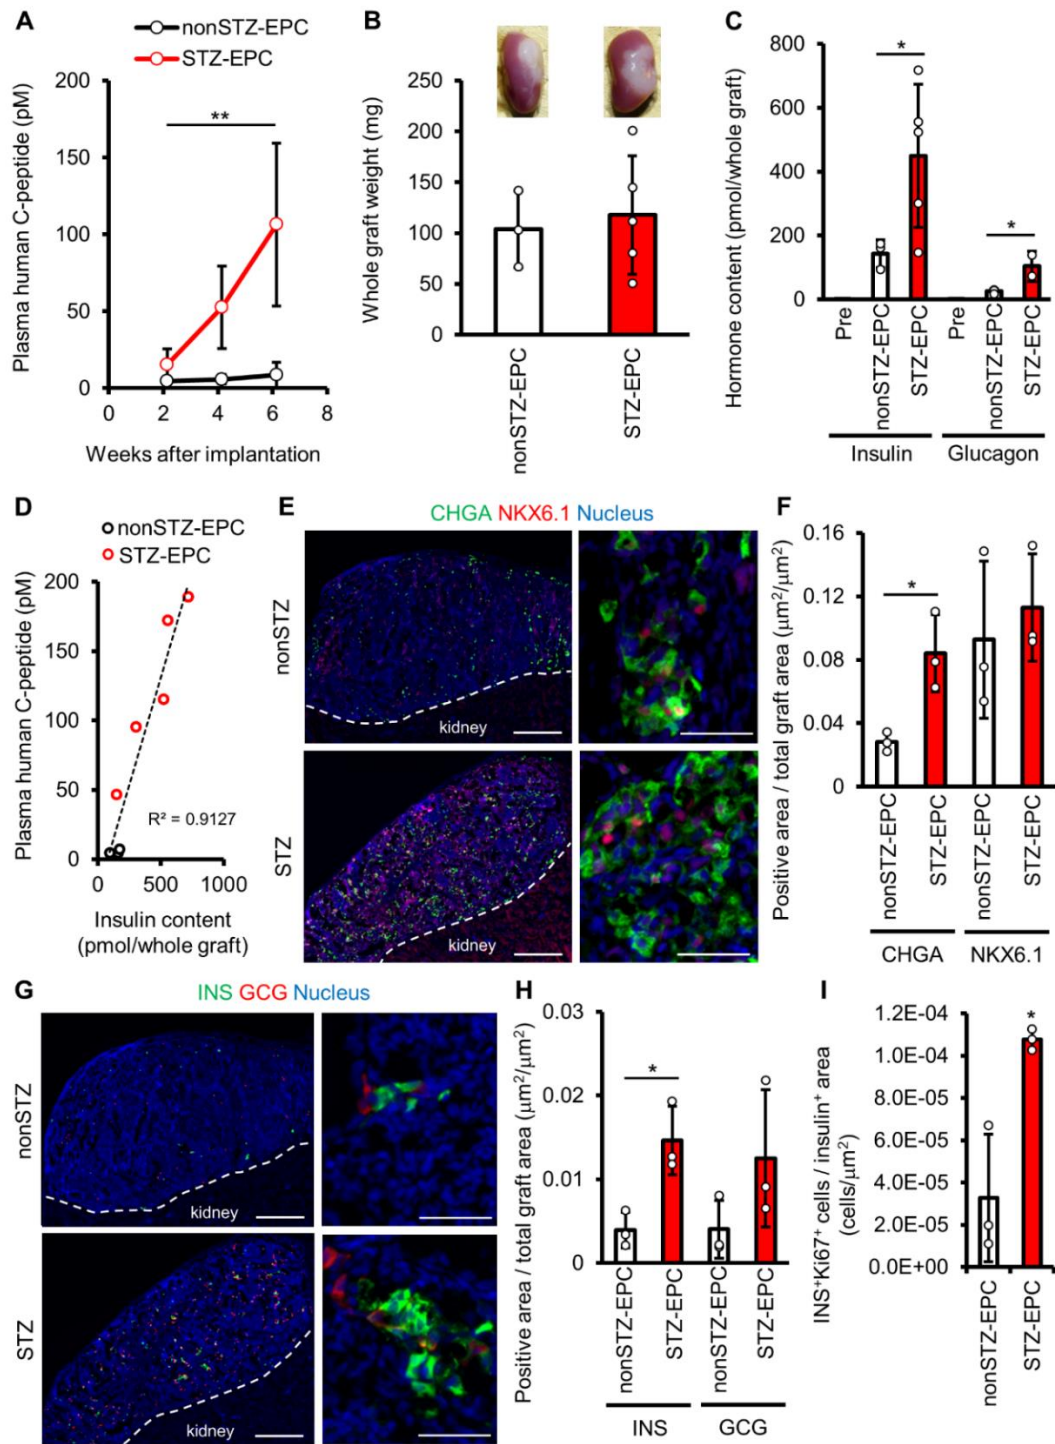 A
nonSTZ-EPC
STZ-EPC
Plasma human C-peptide (pM)
200
150
100
50
0
**
0 2 4 6 8
Weeks after implantation
B
Whole graft weight (mg)
250
200
150
100
50
0
nonSTZ-EPC
STZ-EPC
C
Hormone content (pmol/whole graft)
800
600
400
200
0
*
*
Pre
nonSTZ-EPC
STZ-EPC
Pre
nonSTZ-EPC
STZ-EPC
Insulin
Glucagon
D
nonSTZ-EPC
STZ-EPC
Plasma human C-peptide (pM)
200
150
100
50
0
R² = 0.9127
0 500 1000
Insulin content
(pmol/whole graft)
E
CHGA NKX6.1 Nucleus
nonSTZ
kidney
STZ
kidney
F
Positive area / total graft area (μm²/μm²)
0.16
0.12
0.08
0.04
0
*
nonSTZ-EPC
STZ-EPC
nonSTZ-EPC
STZ-EPC
CHGA
NKX6.1
G
INS GCG Nucleus
nonSTZ
kidney
STZ
kidney
H
Positive area / total graft area (μm²/μm²)
0.03
0.02
0.01
0
*
nonSTZ-EPC
STZ-EPC
nonSTZ-EPC
STZ-EPC
INS
GCG
I
INS⁺Ki67⁺ cells / insulin⁺ area
(cells/μm²)
1.2E-04
1.0E-04
8.0E-05
6.0E-05
4.0E-05
2.0E-05
0.0E+00
*
nonSTZ-EPC
STZ-EPC